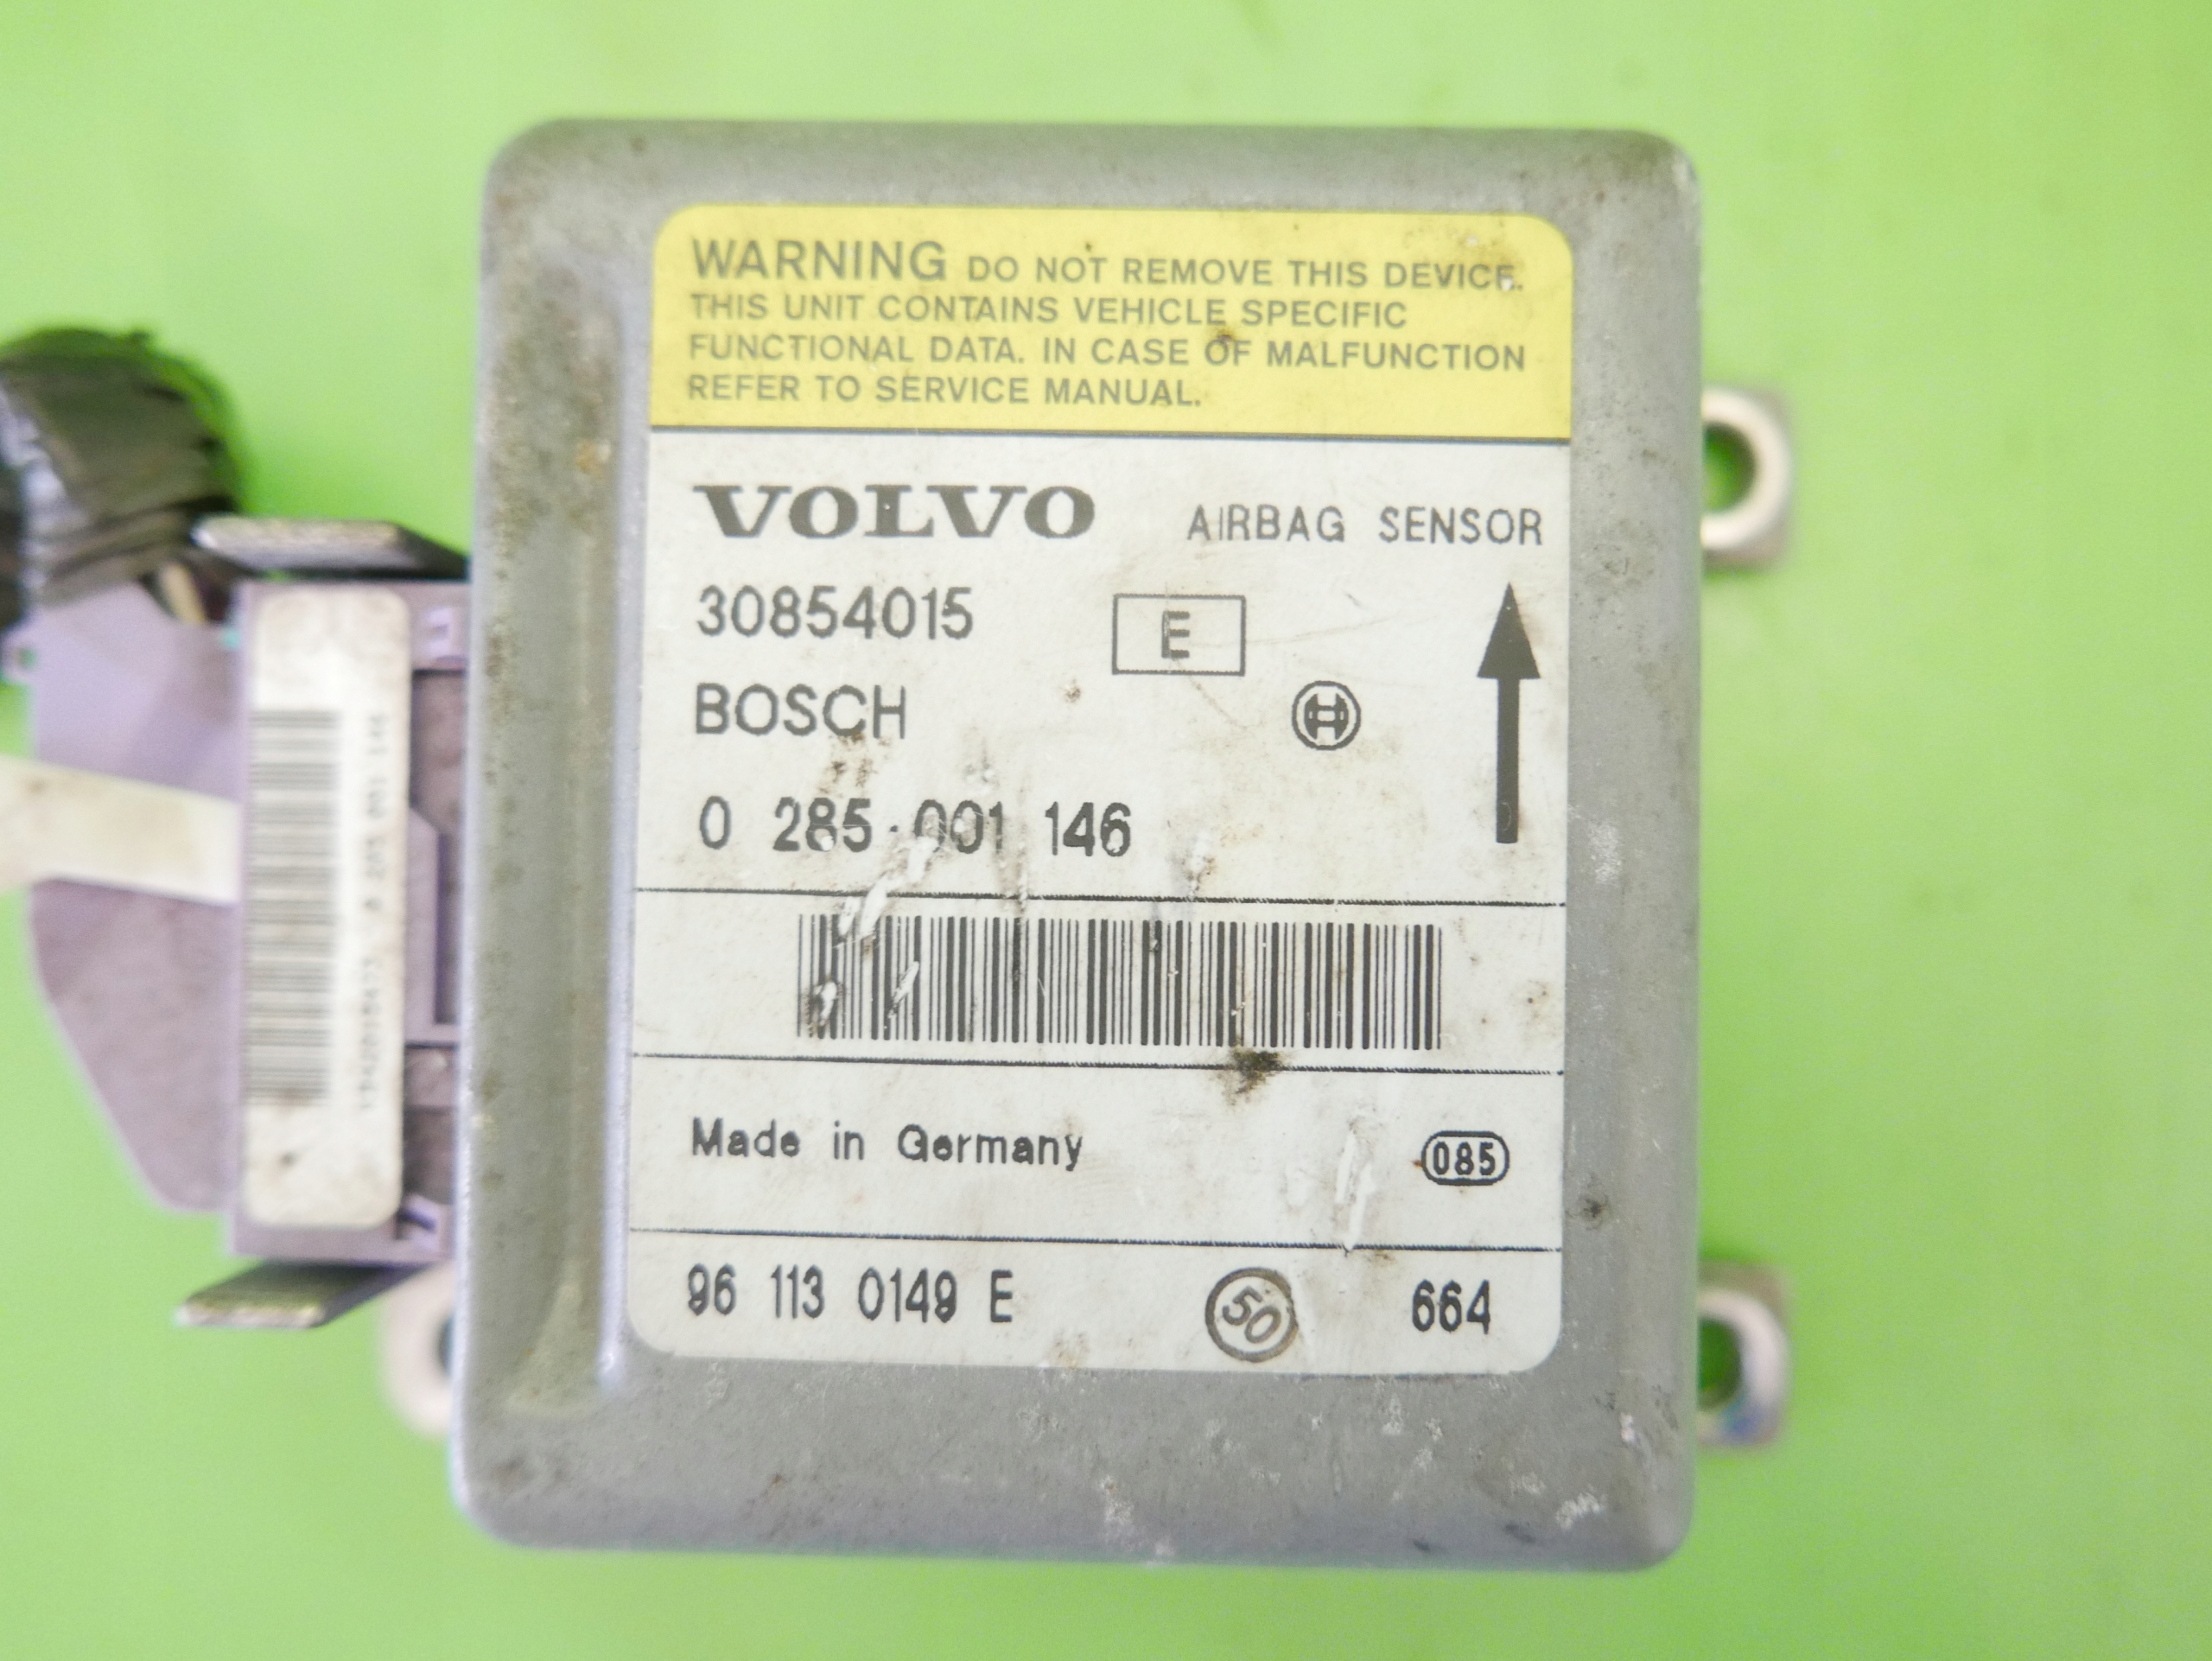 WARNING DO NOT REMOVE THIS DEVICE.
THIS UNIT CONTAINS VEHICLE SPECIFIC
FUNCTIONAL DATA. IN CASE OF MALFUNCTION
REFER TO SERVICE MANUAL.
VOLVO AIRBAG SENSOR
30854015 E
BOSCH
0 285 001 146
Made in Germany 085
96 113 0149 E 50 664